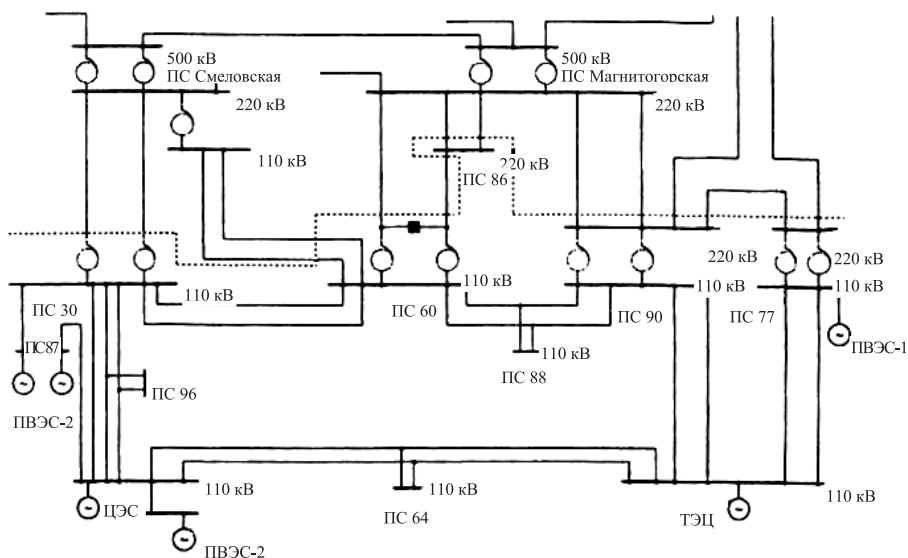 500 кВ
ПС Смеловская
220 кВ
110 кВ
500 кВ
ПС Магнитогорская
220 кВ
220 кВ
ПС 86
220 кВ
220 кВ
110 кВ
ПС 30
110 кВ
ПС 60
110 кВ
ПС 90
110 кВ
ПС 77
ПВЭС-1
ПС87
ПС 96
ПВЭС-2
110 кВ
ПС 88
110 кВ
ЦЭС
ПВЭС-2
110 кВ
ПС 64
ТЭЦ
110 кВ